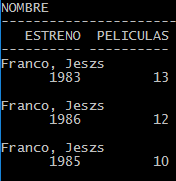 NOMBRE
--------------------
ESTRENO PELICULAS
---------- ----------
Franco, Jeszs
1983 13
Franco, Jeszs
1986 12
Franco, Jeszs
1985 10